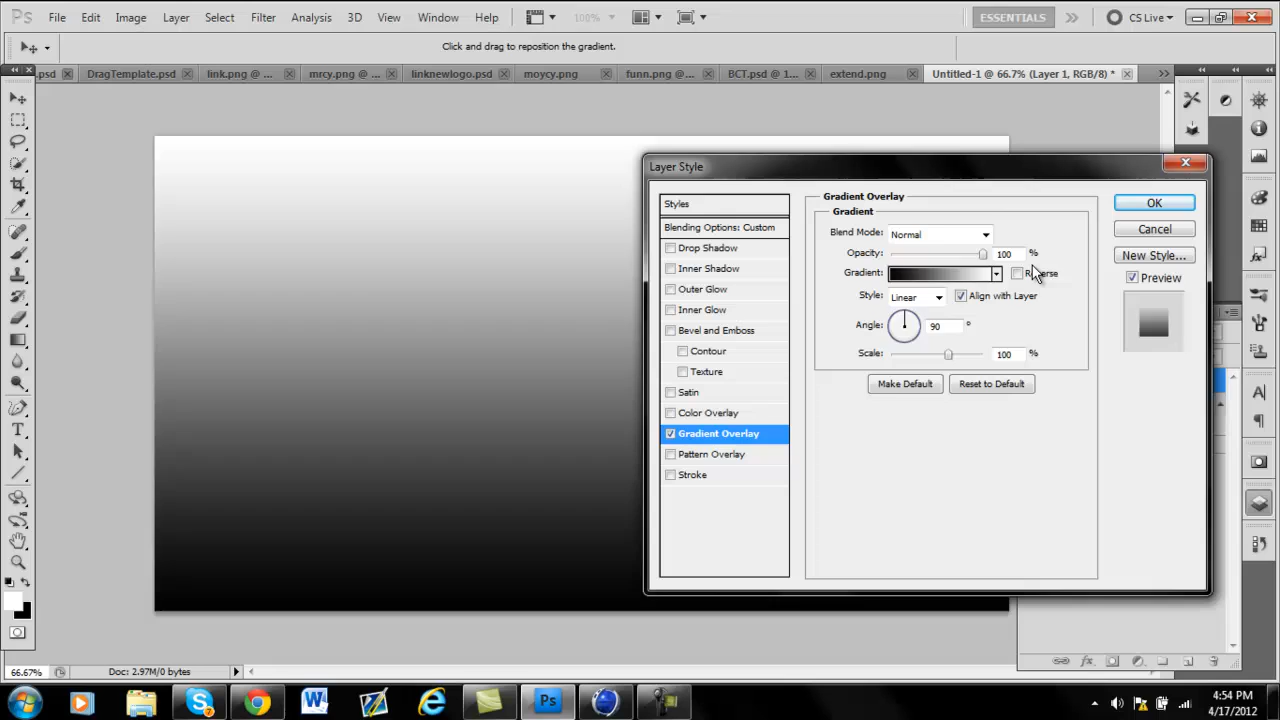 Ps File Edit Image Layer Select Filter Analysis 3D View Window Help 100% ESSENTIALS CS Live
Click and drag to reposition the gradient.
.psd DragTemplate.psd link.png @ ... mrcy.png @ ... linknewlogo.psd moycy.png funn.png @... BCT.psd @ 1... extend.png Untitled-1 @ 66.7% (Layer 1, RGB/8) *
Layer Style
Styles
Blending Options: Custom
Drop Shadow
Inner Shadow
Outer Glow
Inner Glow
Bevel and Emboss
Contour
Texture
Satin
Color Overlay
Gradient Overlay
Pattern Overlay
Stroke
Gradient Overlay
Gradient
Blend Mode: Normal
Opacity: 100 %
Gradient: Reverse
Style: Linear Align with Layer
Angle: 90 °
Scale: 100 %
Make Default Reset to Default
OK
Cancel
New Style...
Preview
66.67% Doc: 2.97M/0 bytes
4:54 PM
4/17/2012